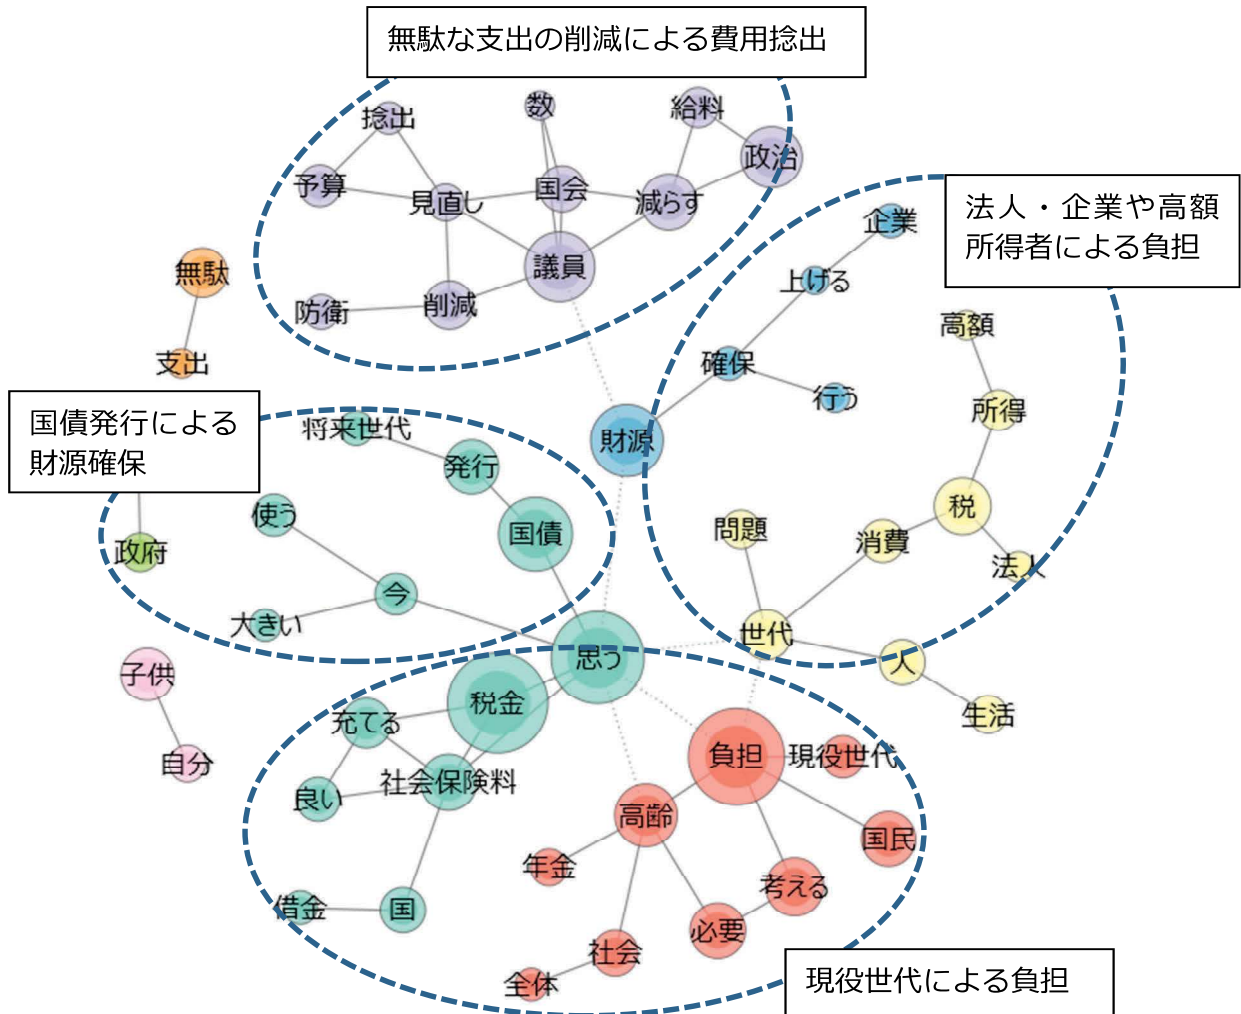 無駄な支出の削減による費用捻出
捻出
数
給料
政治
予算
見直し
国会
減らす
議員
防衛
削減
法人・企業や高額
所得者による負担
企業
上げる
高額
確保
行う
所得
財源
税
問題
消費
法人
世代
人
生活
無駄
支出
国債発行による
財源確保
将来世代
発行
使う
国債
政府
今
大きい
思う
子供
自分
税金
充てる
社会保険料
良い
借金
国
負担
現役世代
高齢
国民
年金
考える
必要
社会
全体
現役世代による負担